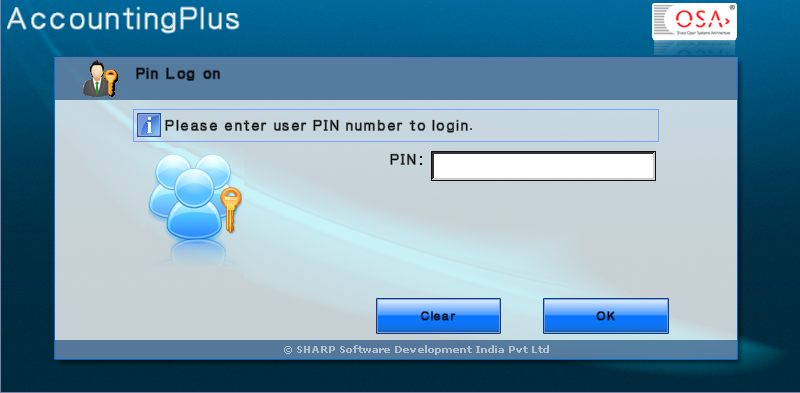 AccountingPlus
OSA®
Sharp Open Systems Architecture
Pin Log on
i Please enter user PIN number to login.
PIN:
Clear
OK
© SHARP Software Development India Pvt Ltd